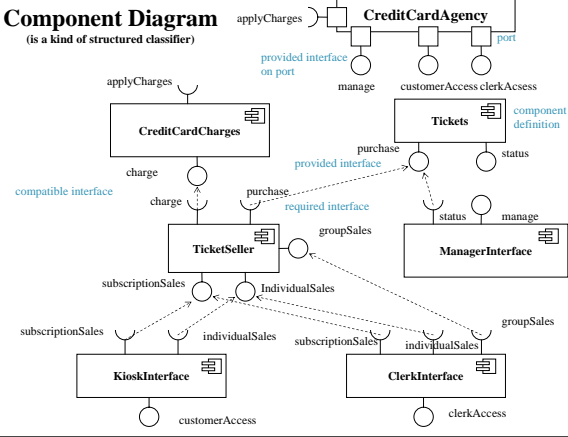 Component Diagram
(is a kind of structured classifier)
applyCharges
CreditCardAgency
port
provided interface
on port
manage
customerAccess
clerkAcsess
applyCharges
CreditCardCharges
Tickets
component
definition
purchase
status
charge
provided interface
compatible interface
charge
purchase
required interface
status
manage
groupSales
TicketSeller
ManagerInterface
subscriptionSales
IndividualSales
subscriptionSales
individualSales
subscriptionSales
individualSales
groupSales
KioskInterface
ClerkInterface
customerAccess
clerkAccess